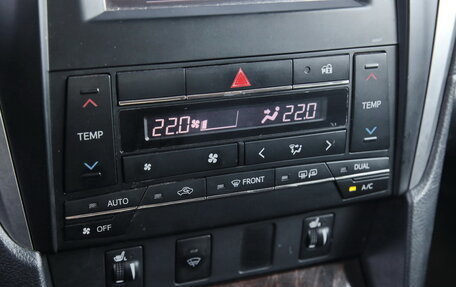 TEMP
22.0
22.0
TEMP
AUTO
FRONT
DUAL
OFF
A/C